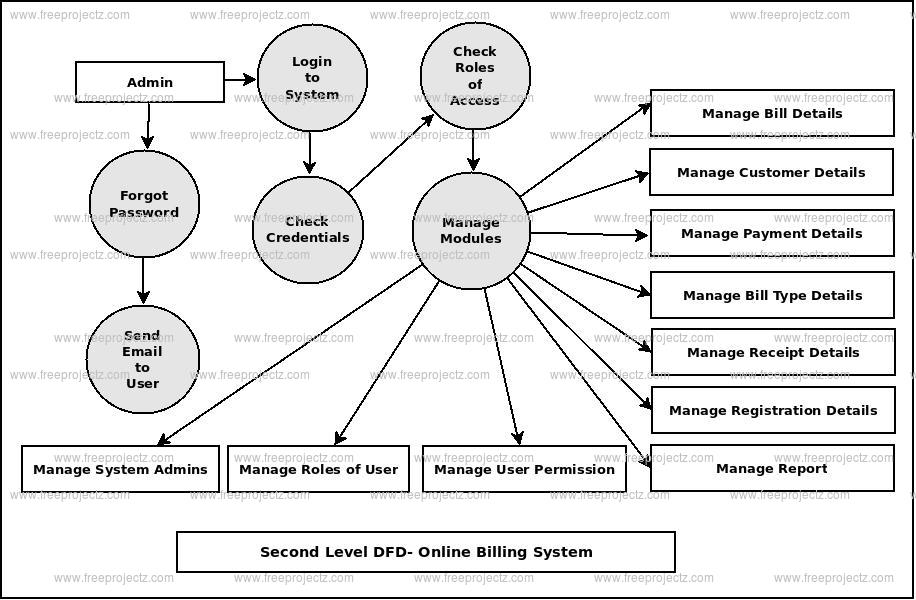 Admin
Login
to
System
Check
Roles
of
Access
Manage Bill Details
Manage Customer Details
Forgot
Password
Check
Credentials
Manage
Modules
Manage Payment Details
Manage Bill Type Details
Send
Email
to
User
Manage Receipt Details
Manage Registration Details
Manage System Admins
Manage Roles of User
Manage User Permission
Manage Report
Second Level DFD- Online Billing System
www.freeprojectz.com